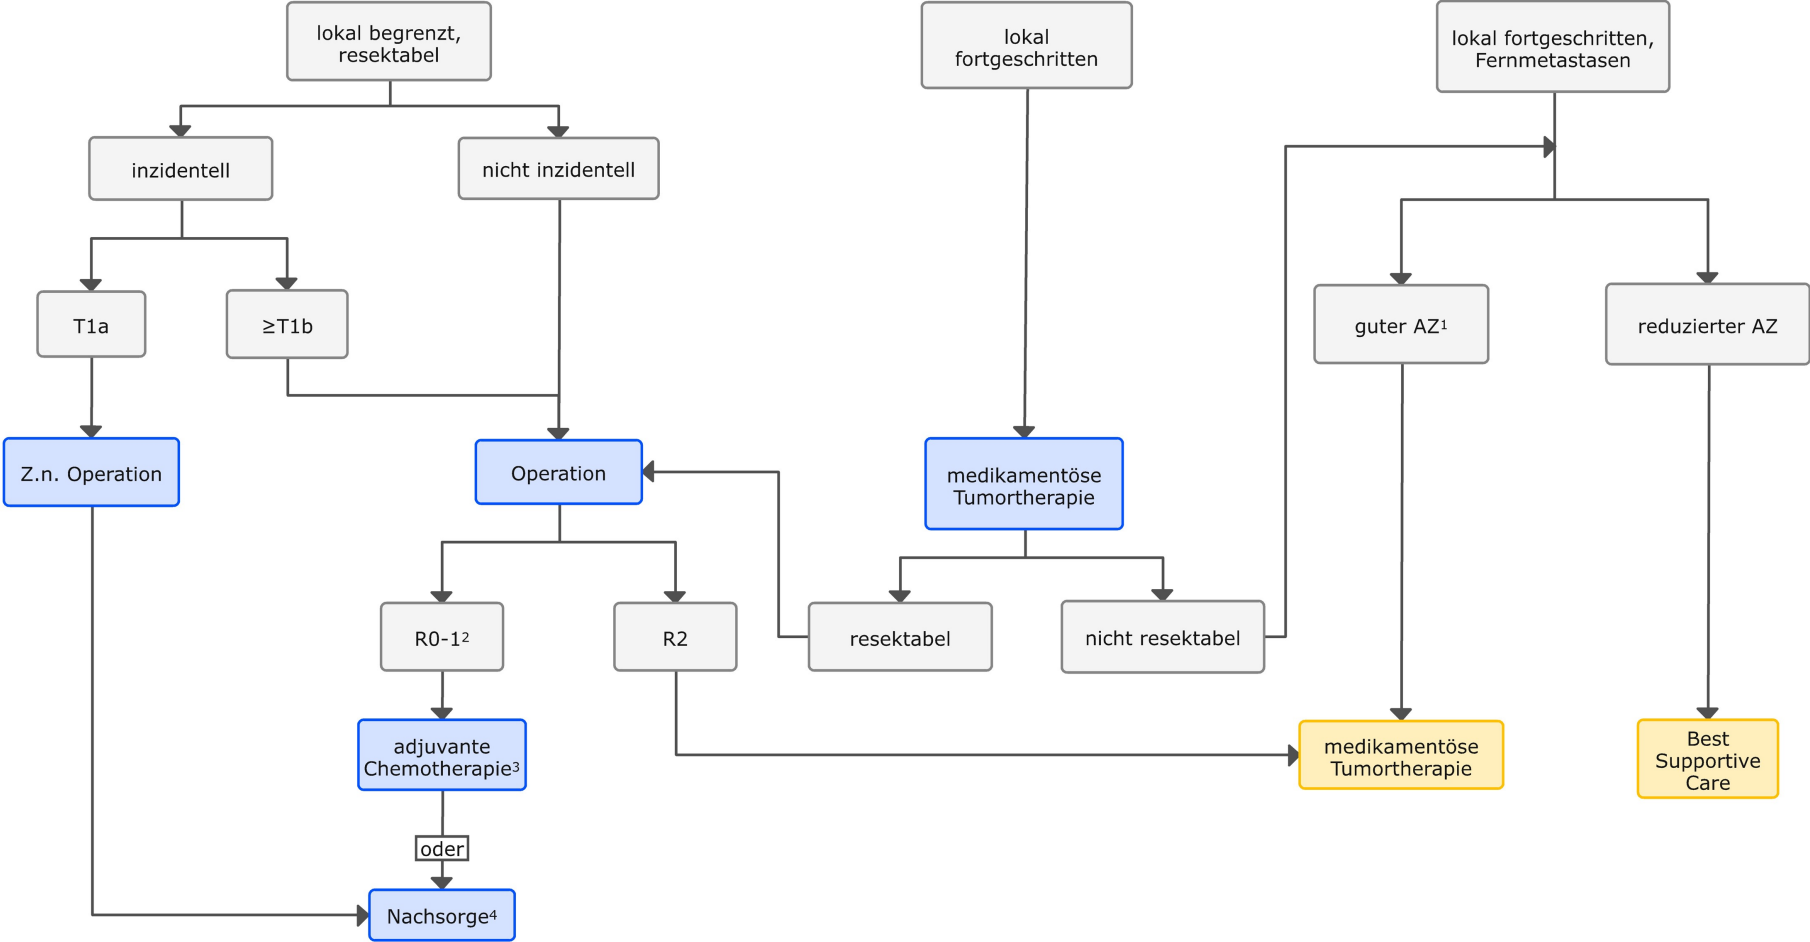 lokal begrenzt,
resektabel
lokal
fortgeschritten
lokal fortgeschritten,
Fernmetastasen
inzidentell
nicht inzidentell
T1a
≥T1b
guter AZ¹
reduzierter AZ
Z.n. Operation
Operation
medikamentöse
Tumortherapie
R0-1²
R2
resektabel
nicht resektabel
adjuvante
Chemotherapie³
medikamentöse
Tumortherapie
Best
Supportive
Care
oder
Nachsorge⁴